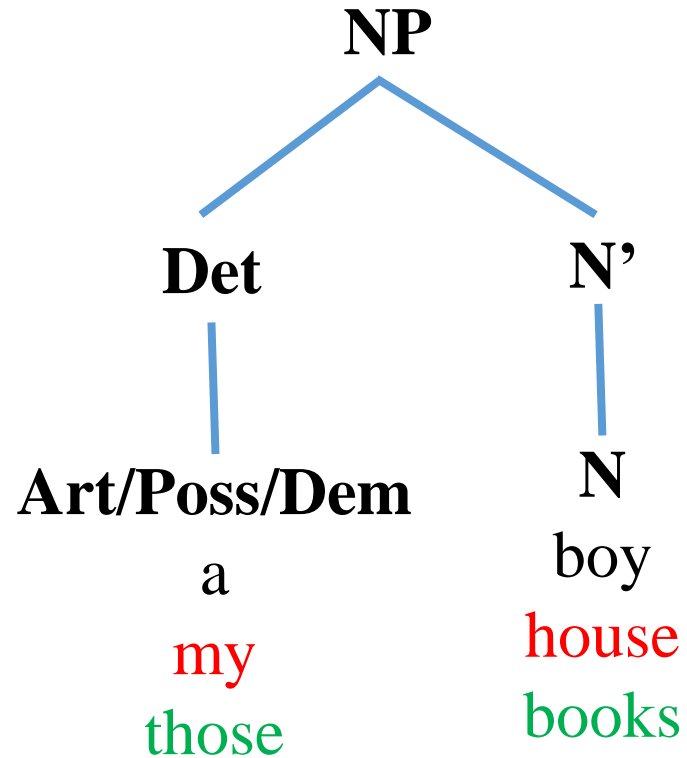 NP
Det N’
Art/Poss/Dem N
a boy
my house
those books